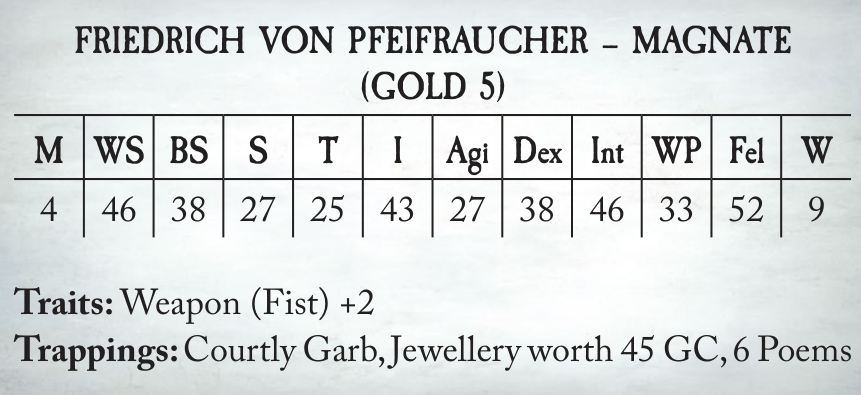 FRIEDRICH VON PFEIFRAUCHER – MAGNATE
(GOLD 5)
M WS BS S T I Agi Dex Int WP Fel W
4 46 38 27 25 43 27 38 46 33 52 9
Traits: Weapon (Fist) +2
Trappings: Courtly Garb, Jewellery worth 45 GC, 6 Poems